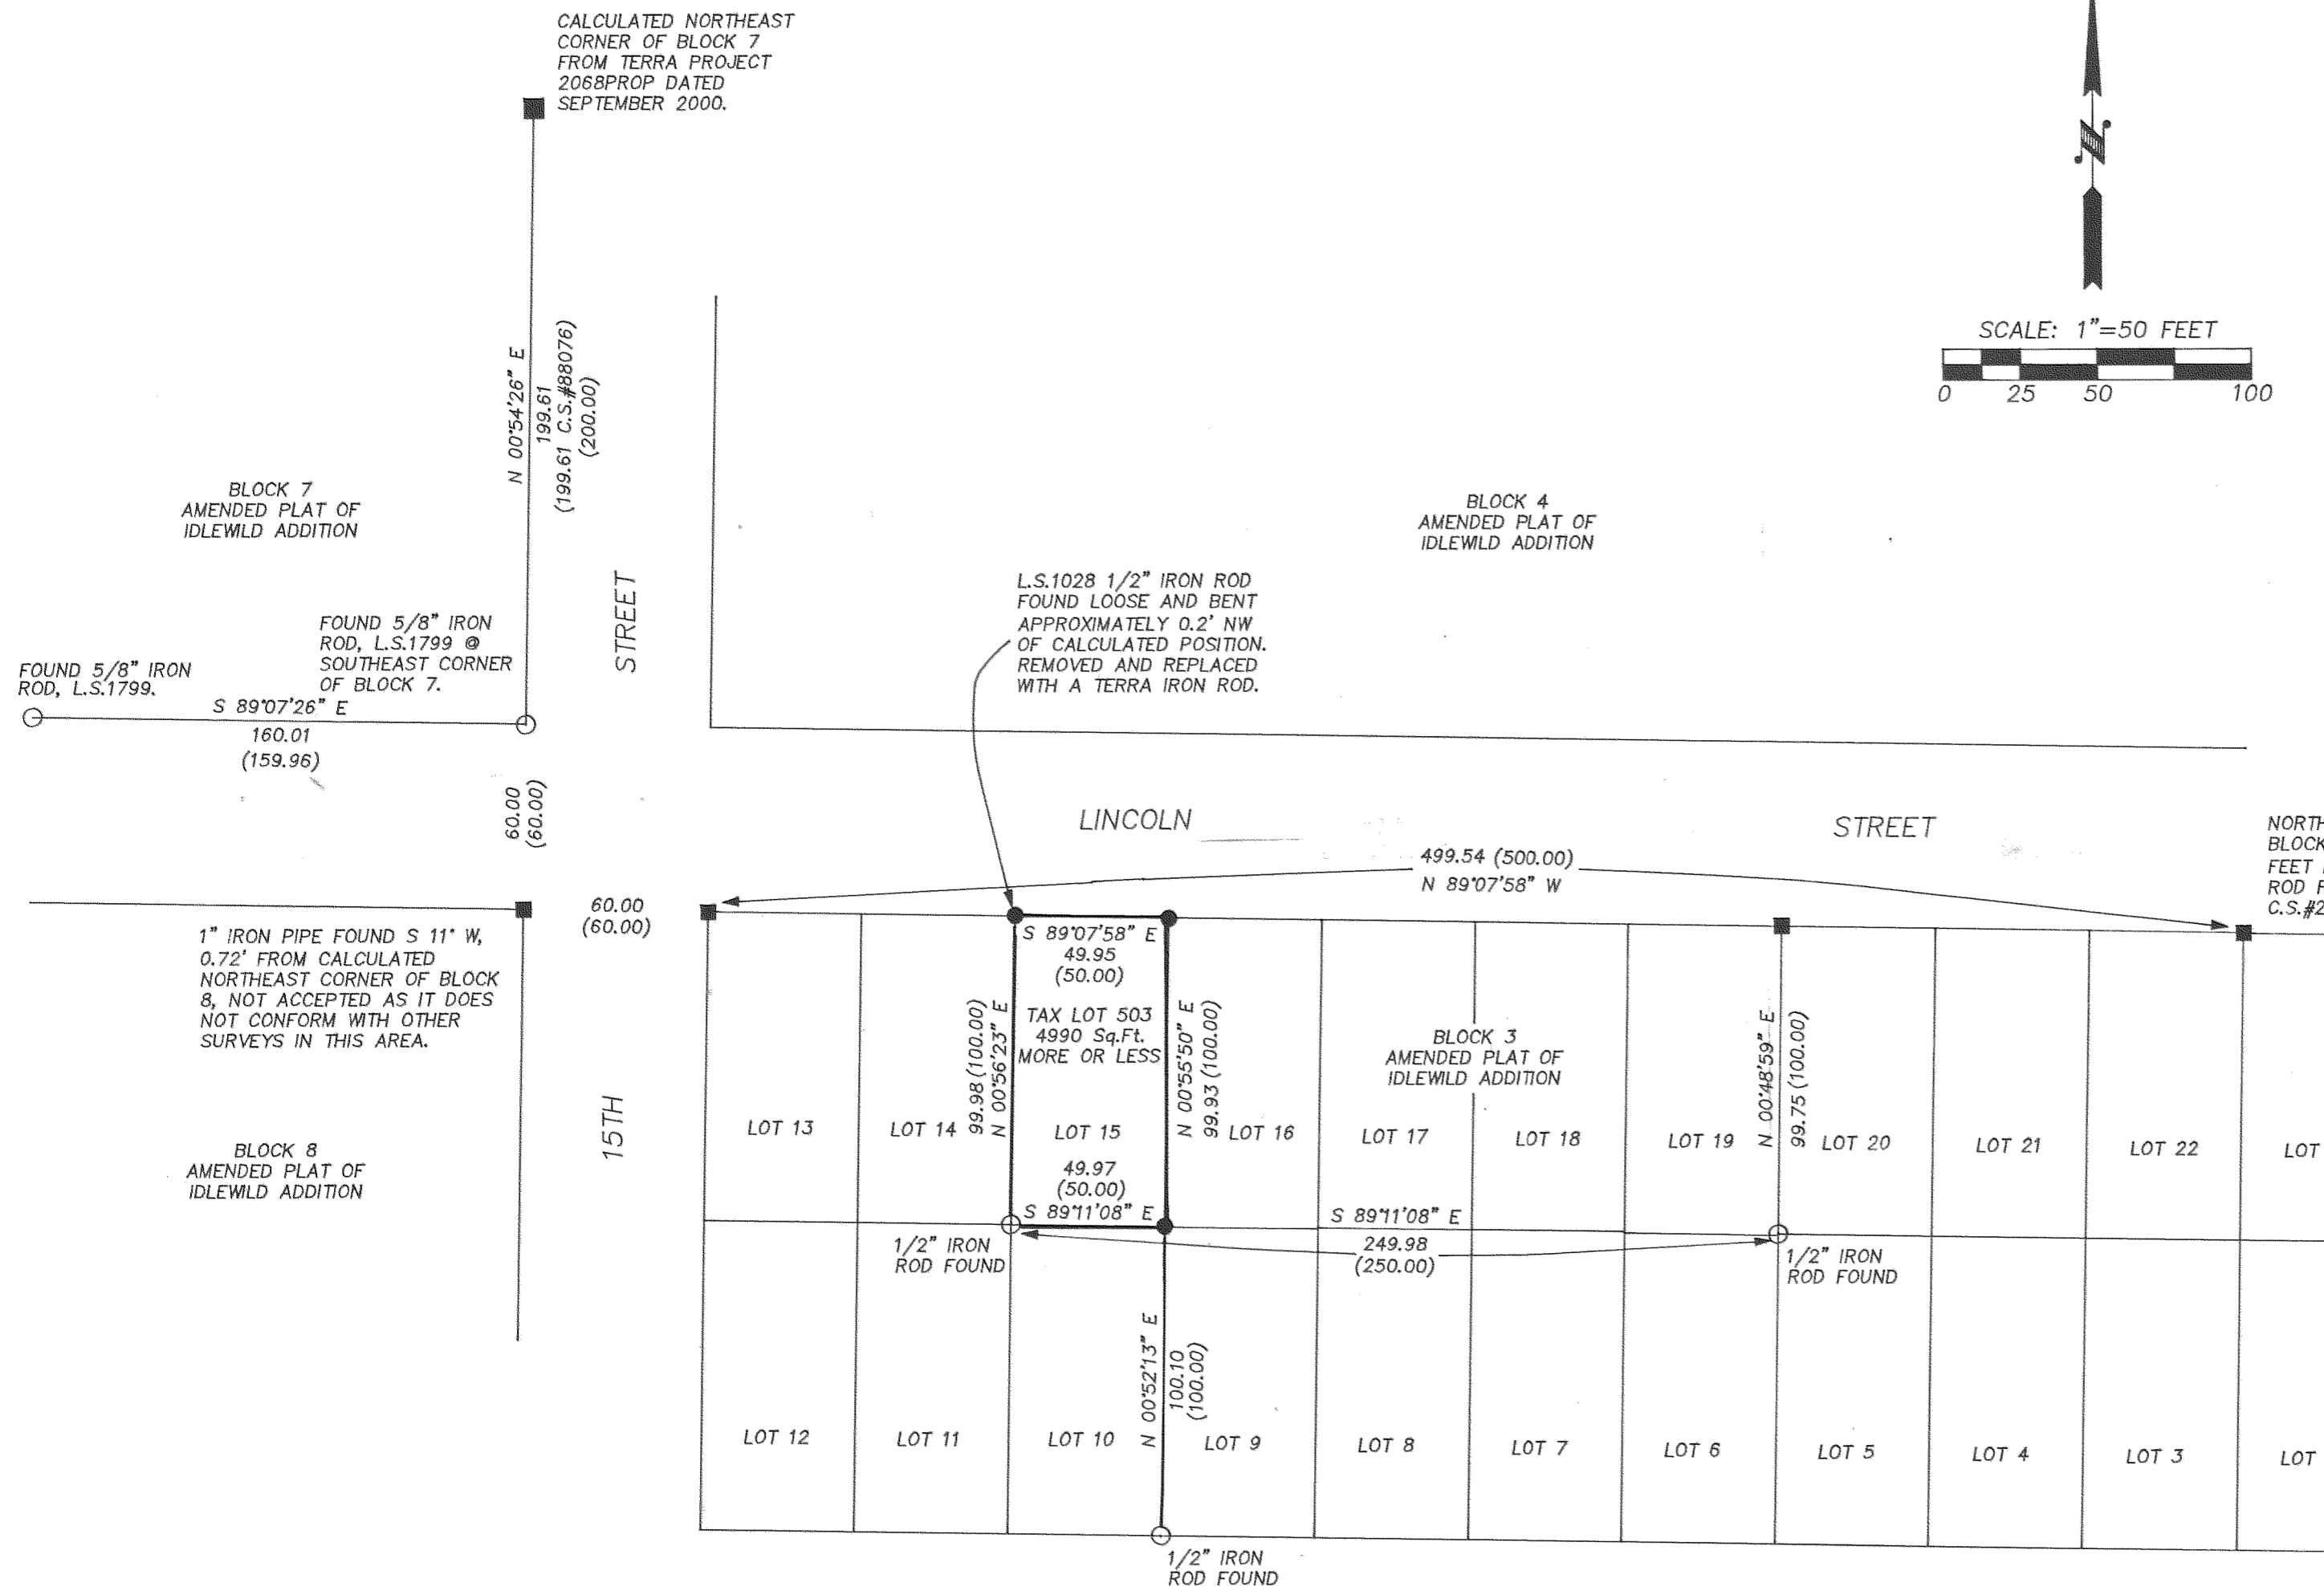 CALCULATED NORTHEAST
CORNER OF BLOCK 7
FROM TERRA PROJECT
2068PROP DATED
SEPTEMBER 2000.
N
SCALE: 1"=50 FEET
0 25 50 100
N 00°54'26" E
199.61
(199.61 C.S.#88076)
(200.00)
BLOCK 7
AMENDED PLAT OF
IDLEWILD ADDITION
BLOCK 4
AMENDED PLAT OF
IDLEWILD ADDITION
STREET
L.S.1028 1/2" IRON ROD
FOUND LOOSE AND BENT
APPROXIMATELY 0.2' NW
OF CALCULATED POSITION.
REMOVED AND REPLACED
WITH A TERRA IRON ROD.
FOUND 5/8" IRON
ROD, L.S.1799 @
SOUTHEAST CORNER
OF BLOCK 7.
FOUND 5/8" IRON
ROD, L.S.1799.
S 89°07'26" E
160.01
(159.96)
60.00
(60.00)
LINCOLN
STREET
499.54 (500.00)
N 89°07'58" W
NORTH
BLOCK
FEET
ROD F
C.S.#2
60.00
(60.00)
1" IRON PIPE FOUND S 11° W,
0.72' FROM CALCULATED
NORTHEAST CORNER OF BLOCK
8, NOT ACCEPTED AS IT DOES
NOT CONFORM WITH OTHER
SURVEYS IN THIS AREA.
S 89°07'58" E
49.95
(50.00)
99.98 (100.00)
N 00°56'23" E
TAX LOT 503
4990 Sq.Ft.
MORE OR LESS
N 00°55'50" E
99.93 (100.00)
BLOCK 3
AMENDED PLAT OF
IDLEWILD ADDITION
N 00°48'59" E
99.75 (100.00)
15TH
LOT 13
LOT 14
LOT 15
LOT 16
LOT 17
LOT 18
LOT 19
LOT 20
LOT 21
LOT 22
LOT
BLOCK 8
AMENDED PLAT OF
IDLEWILD ADDITION
49.97
(50.00)
S 89°11'08" E
S 89°11'08" E
249.98
(250.00)
1/2" IRON
ROD FOUND
1/2" IRON
ROD FOUND
N 00°52'13" E
100.10
(100.00)
LOT 12
LOT 11
LOT 10
LOT 9
LOT 8
LOT 7
LOT 6
LOT 5
LOT 4
LOT 3
LOT
1/2" IRON
ROD FOUND